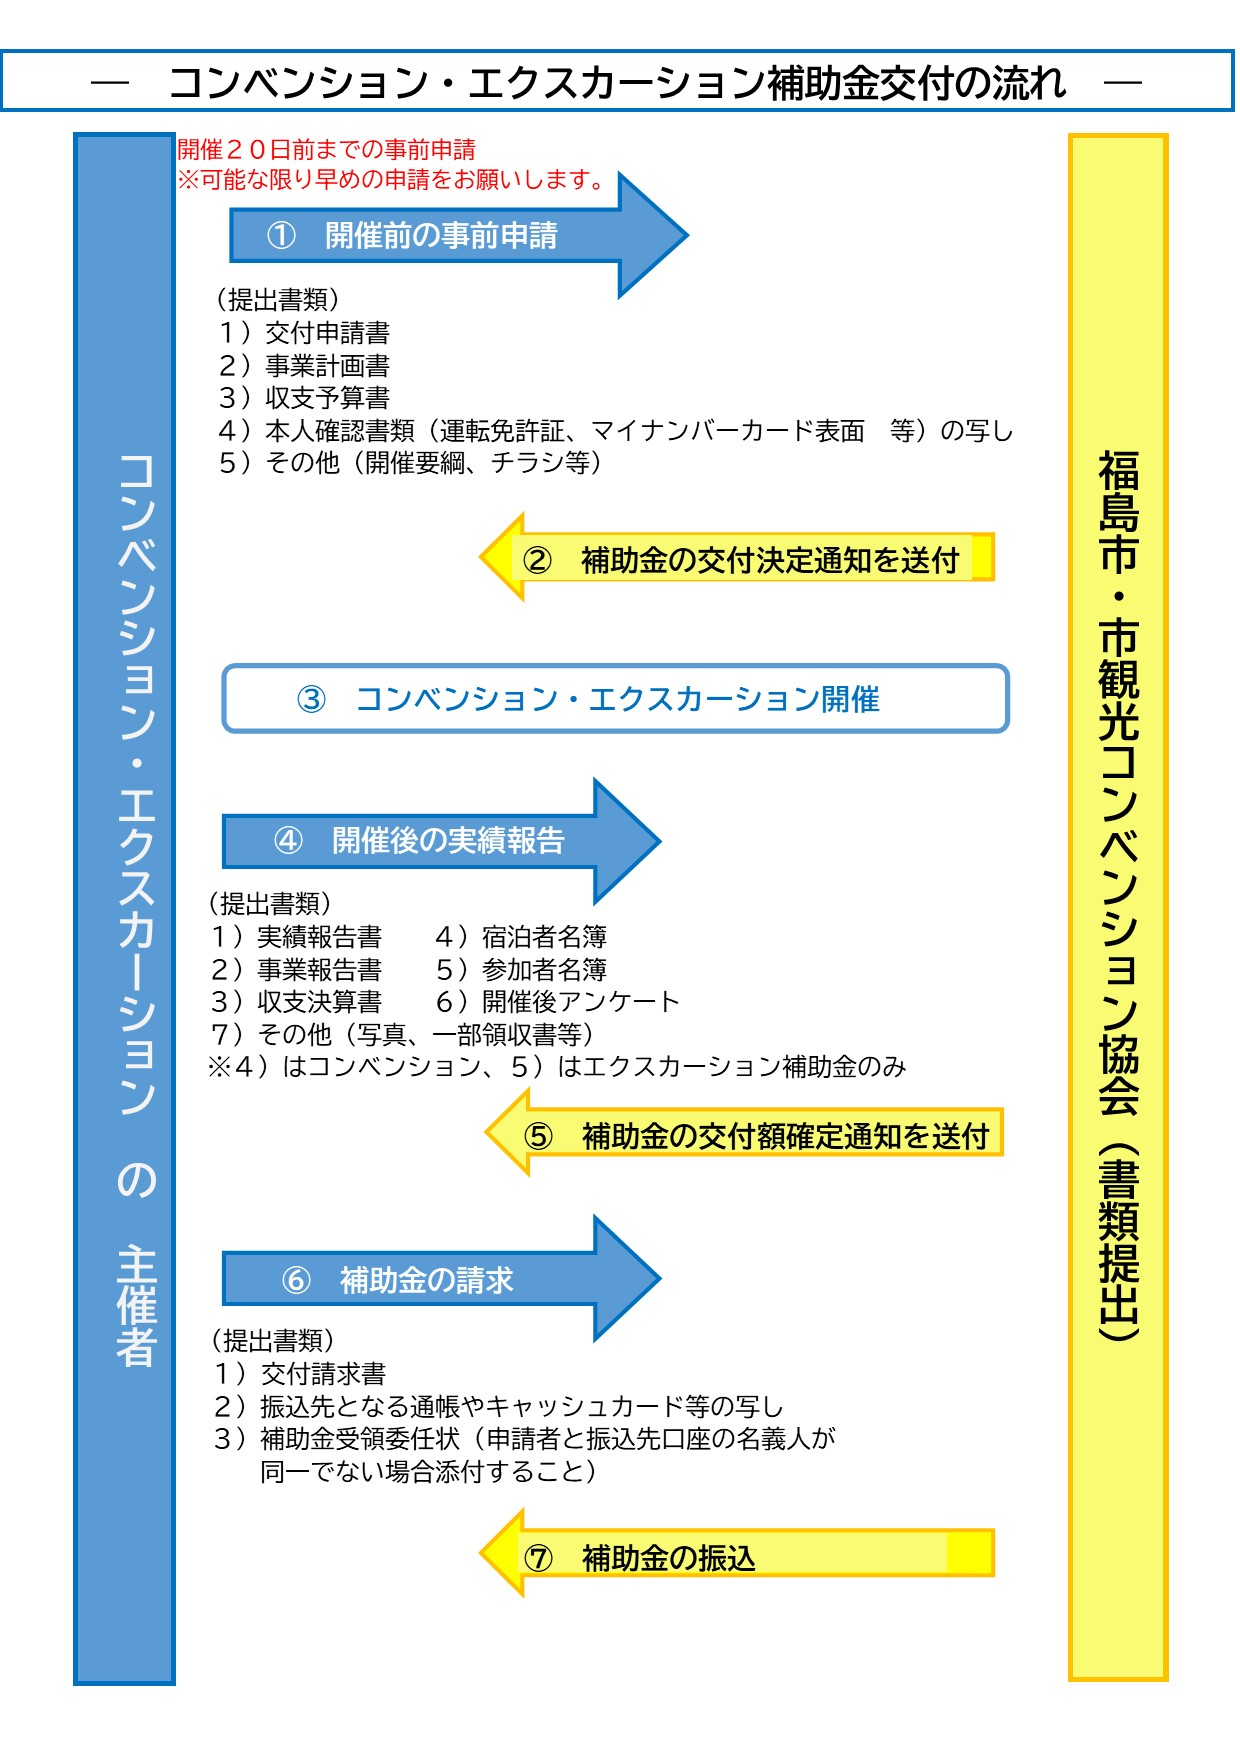 ―　コンベンション・エクスカーション補助金交付の流れ　―
コンベンション・エクスカーション　の　主催者
開催２０日前までの事前申請
※可能な限り早めの申請をお願いします。
①　開催前の事前申請
（提出書類）
１）交付申請書
２）事業計画書
３）収支予算書
４）本人確認書類（運転免許証、マイナンバーカード表面　等）の写し
５）その他（開催要綱、チラシ等）
②　補助金の交付決定通知を送付
③　コンベンション・エクスカーション開催
④　開催後の実績報告
（提出書類）
１）実績報告書　　４）宿泊者名簿
２）事業報告書　　５）参加者名簿
３）収支決算書　　６）開催後アンケート
７）その他（写真、一部領収書等）
※４）はコンベンション、５）はエクスカーション補助金のみ
⑤　補助金の交付額確定通知を送付
⑥　補助金の請求
（提出書類）
１）交付請求書
２）振込先となる通帳やキャッシュカード等の写し
３）補助金受領委任状（申請者と振込先口座の名義人が
同一でない場合添付すること）
⑦　補助金の振込
福島市・市観光コンベンション協会（書類提出）